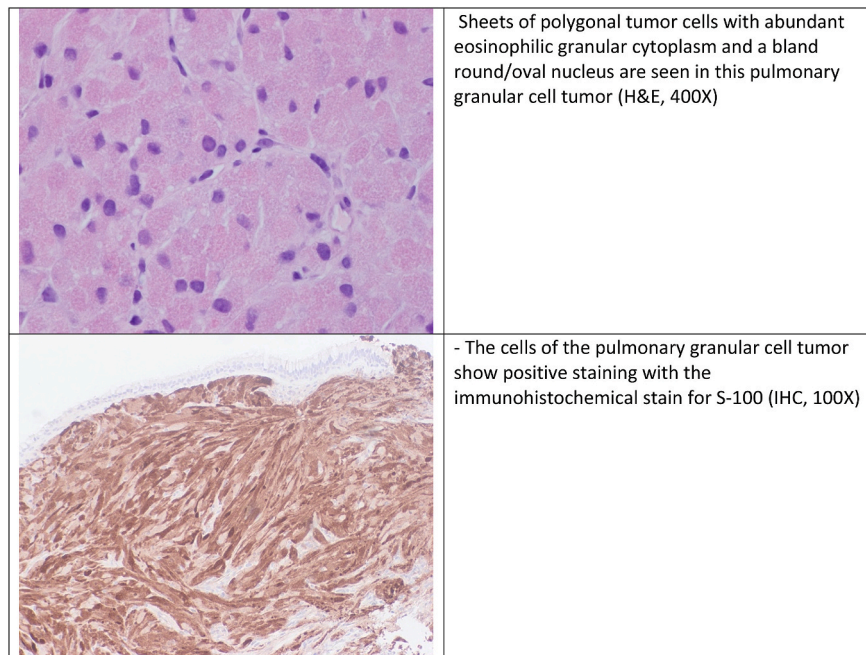 Sheets of polygonal tumor cells with abundant
eosinophilic granular cytoplasm and a bland
round/oval nucleus are seen in this pulmonary
granular cell tumor (H&E, 400X)
- The cells of the pulmonary granular cell tumor
show positive staining with the
immunohistochemical stain for S-100 (IHC, 100X)